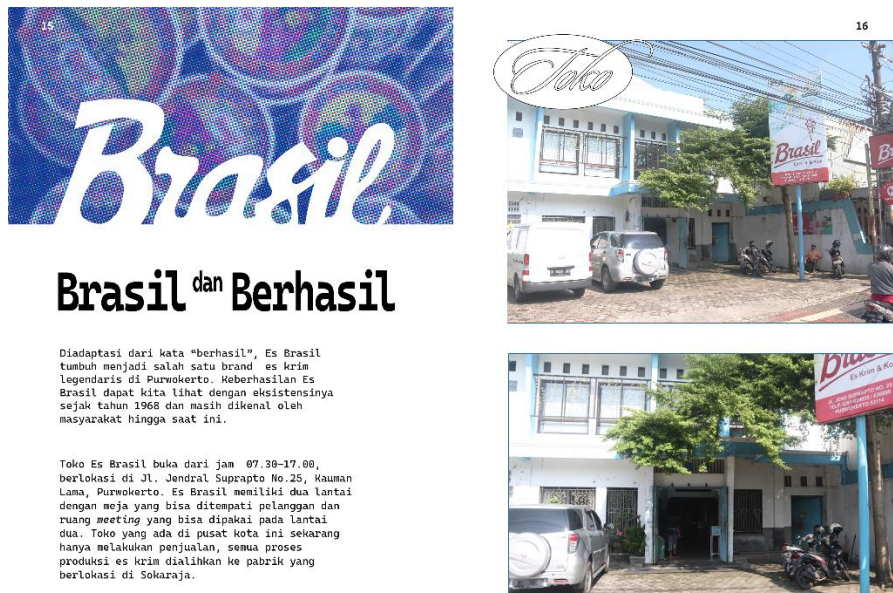 15
Brasil
Brasil dan Berhasil
Diadaptasi dari kata “berhasil”, Es Brasil
tumbuh menjadi salah satu brand  es krim
legendaris di Purwokerto. Keberhasilan Es
Brasil dapat kita lihat dengan eksistensinya
sejak tahun 1968 dan masih dikenal oleh
masyarakat hingga saat ini.
Toko Es Brasil buka dari jam  07.30–17.00,
berlokasi di Jl. Jendral Suprapto No.25, Kauman
Lama, Purwokerto. Es Brasil memiliki dua lantai
dengan meja yang bisa ditempati pelanggan dan
ruang meeting yang bisa dipakai pada lantai
dua. Toko yang ada di pusat kota ini sekarang
hanya melakukan penjualan, semua proses
produksi es krim dialihkan ke pabrik yang
berlokasi di Sokaraja.
16
Toko
Brasil
Brasil
Es Krim & Ko
PURWOKERTO